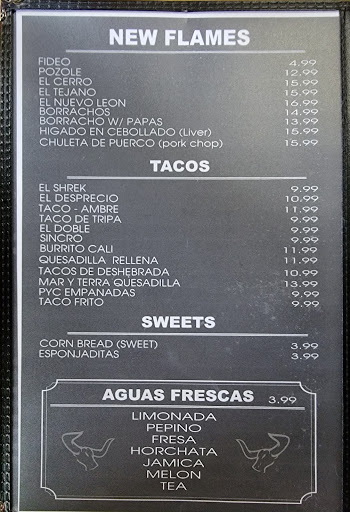 NEW FLAMES
FIDEO 4.99
POZOLE 12.99
EL CERRO 15.99
EL TEJANO 15.99
EL NUEVO LEON 16.99
BORRACHOS 14.99
BORRACHO W/ PAPAS 13.99
HIGADO EN CEBOLLADO (Liver) 15.99
CHULETA DE PUERCO (pork chop) 15.99
TACOS
EL SHREK 9.99
EL DESPRECIO 10.99
TACO - AMBRE 11.99
TACO DE TRIPA 9.99
EL DOBLE 9.99
SINCRO 9.95
BURRITO CALI 11.99
QUESADILLA RELLENA 11.99
TACOS DE DESHEBRADA 10.99
MAR Y TERRA QUESADILLA 13.99
PYC EMPANADAS 9.99
TACO FRITO 9.99
SWEETS
CORN BREAD (SWEET) 3.99
ESPONJADITAS 3.99
AGUAS FRESCAS 3.99
LIMONADA
PEPINO
FRESA
HORCHATA
JAMICA
MELON
TEA